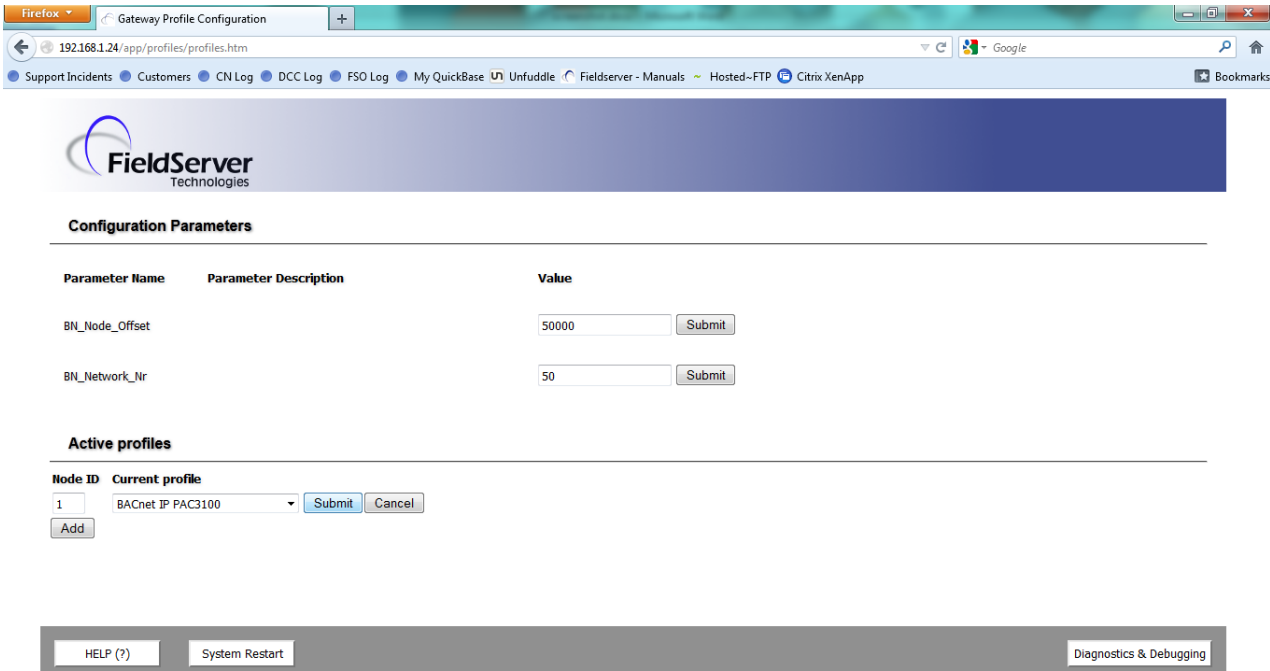 Firefox
Gateway Profile Configuration
+
192.168.1.24/app/profiles/profiles.htm
Google
Support Incidents Customers CN Log DCC Log FSO Log My QuickBase Un Unfuddle Fieldserver - Manuals ~ Hosted~FTP Citrix XenApp Bookmarks
FieldServer
Technologies
Configuration Parameters
Parameter Name Parameter Description Value
BN_Node_Offset 50000 Submit
BN_Network_Nr 50 Submit
Active profiles
Node ID Current profile
1 BACnet IP PAC3100 Submit Cancel
Add
HELP (?) System Restart Diagnostics & Debugging